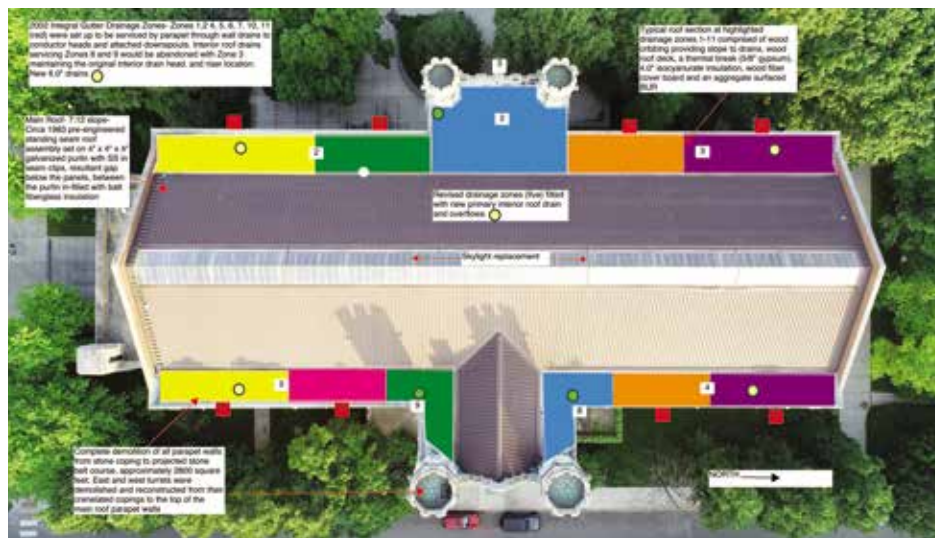 2002 Integral Gutter Drainage Zones- Zones 1,2 4, 5, 6, 7, 10, 11
(red) were set up to be serviced by parapet through wall drains to
conductor heads and attached downspouts. Interior roof drains
servicing Zones 8 and 9 would be abandoned with Zone 3
maintaining the original interior drain head, and riser location.
New 4.0" drains
Typical roof section at highlighted
drainage zones, 1-11 comprised of wood
cribbing providing slope to drains, wood
roof deck, a thermal break (5/8" gypsum),
4.0" isocyanurate insulation, wood fiber
cover board and an aggregate surfaced
BUR
Main Roof- 7:12 slope-
Circa 1983 pre-engineered
standing seam roof
assembly set on
galvanized purlin with SS in
seam clips, resultant gap
below the panels, between
the purlin in-filled with batt
fiberglass insulation
2
3
Revised drainage zones (five) fitted
with new primary interior roof drain
and overflows
Skylight replacement
5
4
9
8
Complete demolition of all parapet walls
from stone coping to projected stone
belt course, approximately 2800 square
feet. East and west turrets were
demolished and reconstructed from their
crenelated copings to the top of the
main roof parapet walls
NORTH